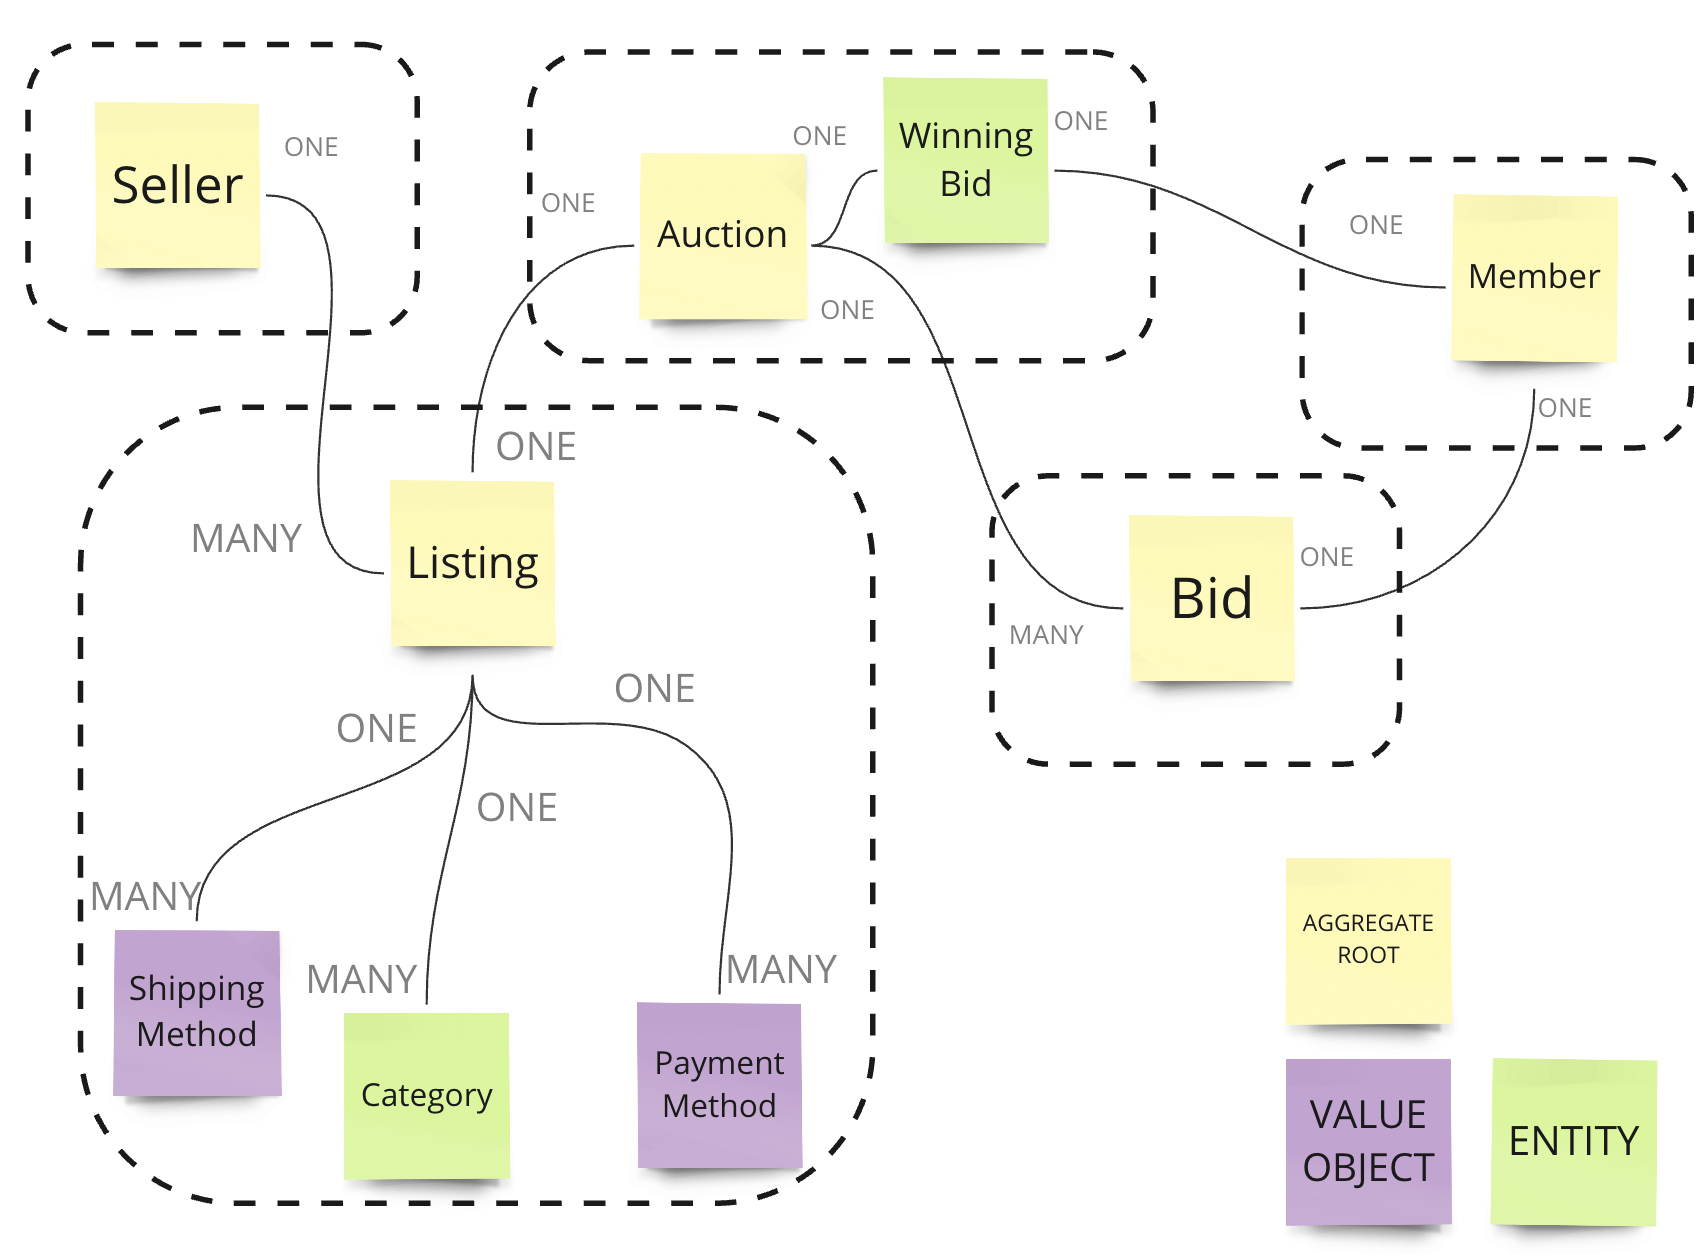 Seller
ONE
ONE
Auction
ONE
Winning
Bid
ONE
ONE
ONE
Member
ONE
MANY
ONE
Listing
MANY
Bid
ONE
ONE
ONE
ONE
MANY
Shipping
Method
MANY
Category
MANY
Payment
Method
AGGREGATE
ROOT
VALUE
OBJECT
ENTITY